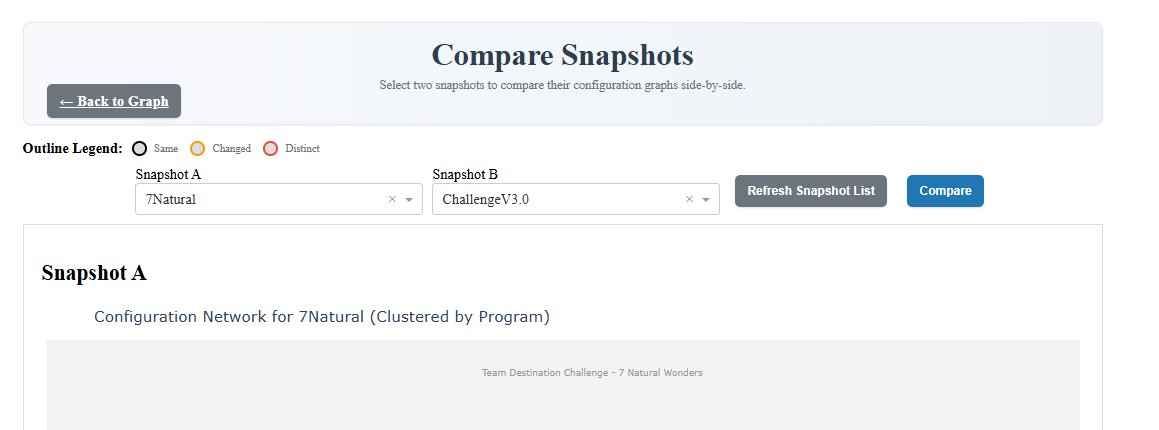 Compare Snapshots
Select two snapshots to compare their configuration graphs side-by-side.
← Back to Graph
Outline Legend: Same Changed Distinct
Snapshot A Snapshot B
7Natural × ChallengeV3.0 × Refresh Snapshot List Compare
Snapshot A
Configuration Network for 7Natural (Clustered by Program)
Team Destination Challenge - 7 Natural Wonders